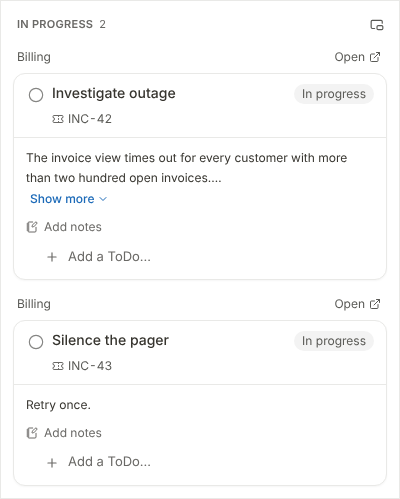 IN PROGRESS 2
Billing
Open
Investigate outage
In progress
INC-42
The invoice view times out for every customer with more
than two hundred open invoices....
Show more
Add notes
Add a ToDo...
Billing
Open
Silence the pager
In progress
INC-43
Retry once.
Add notes
Add a ToDo...